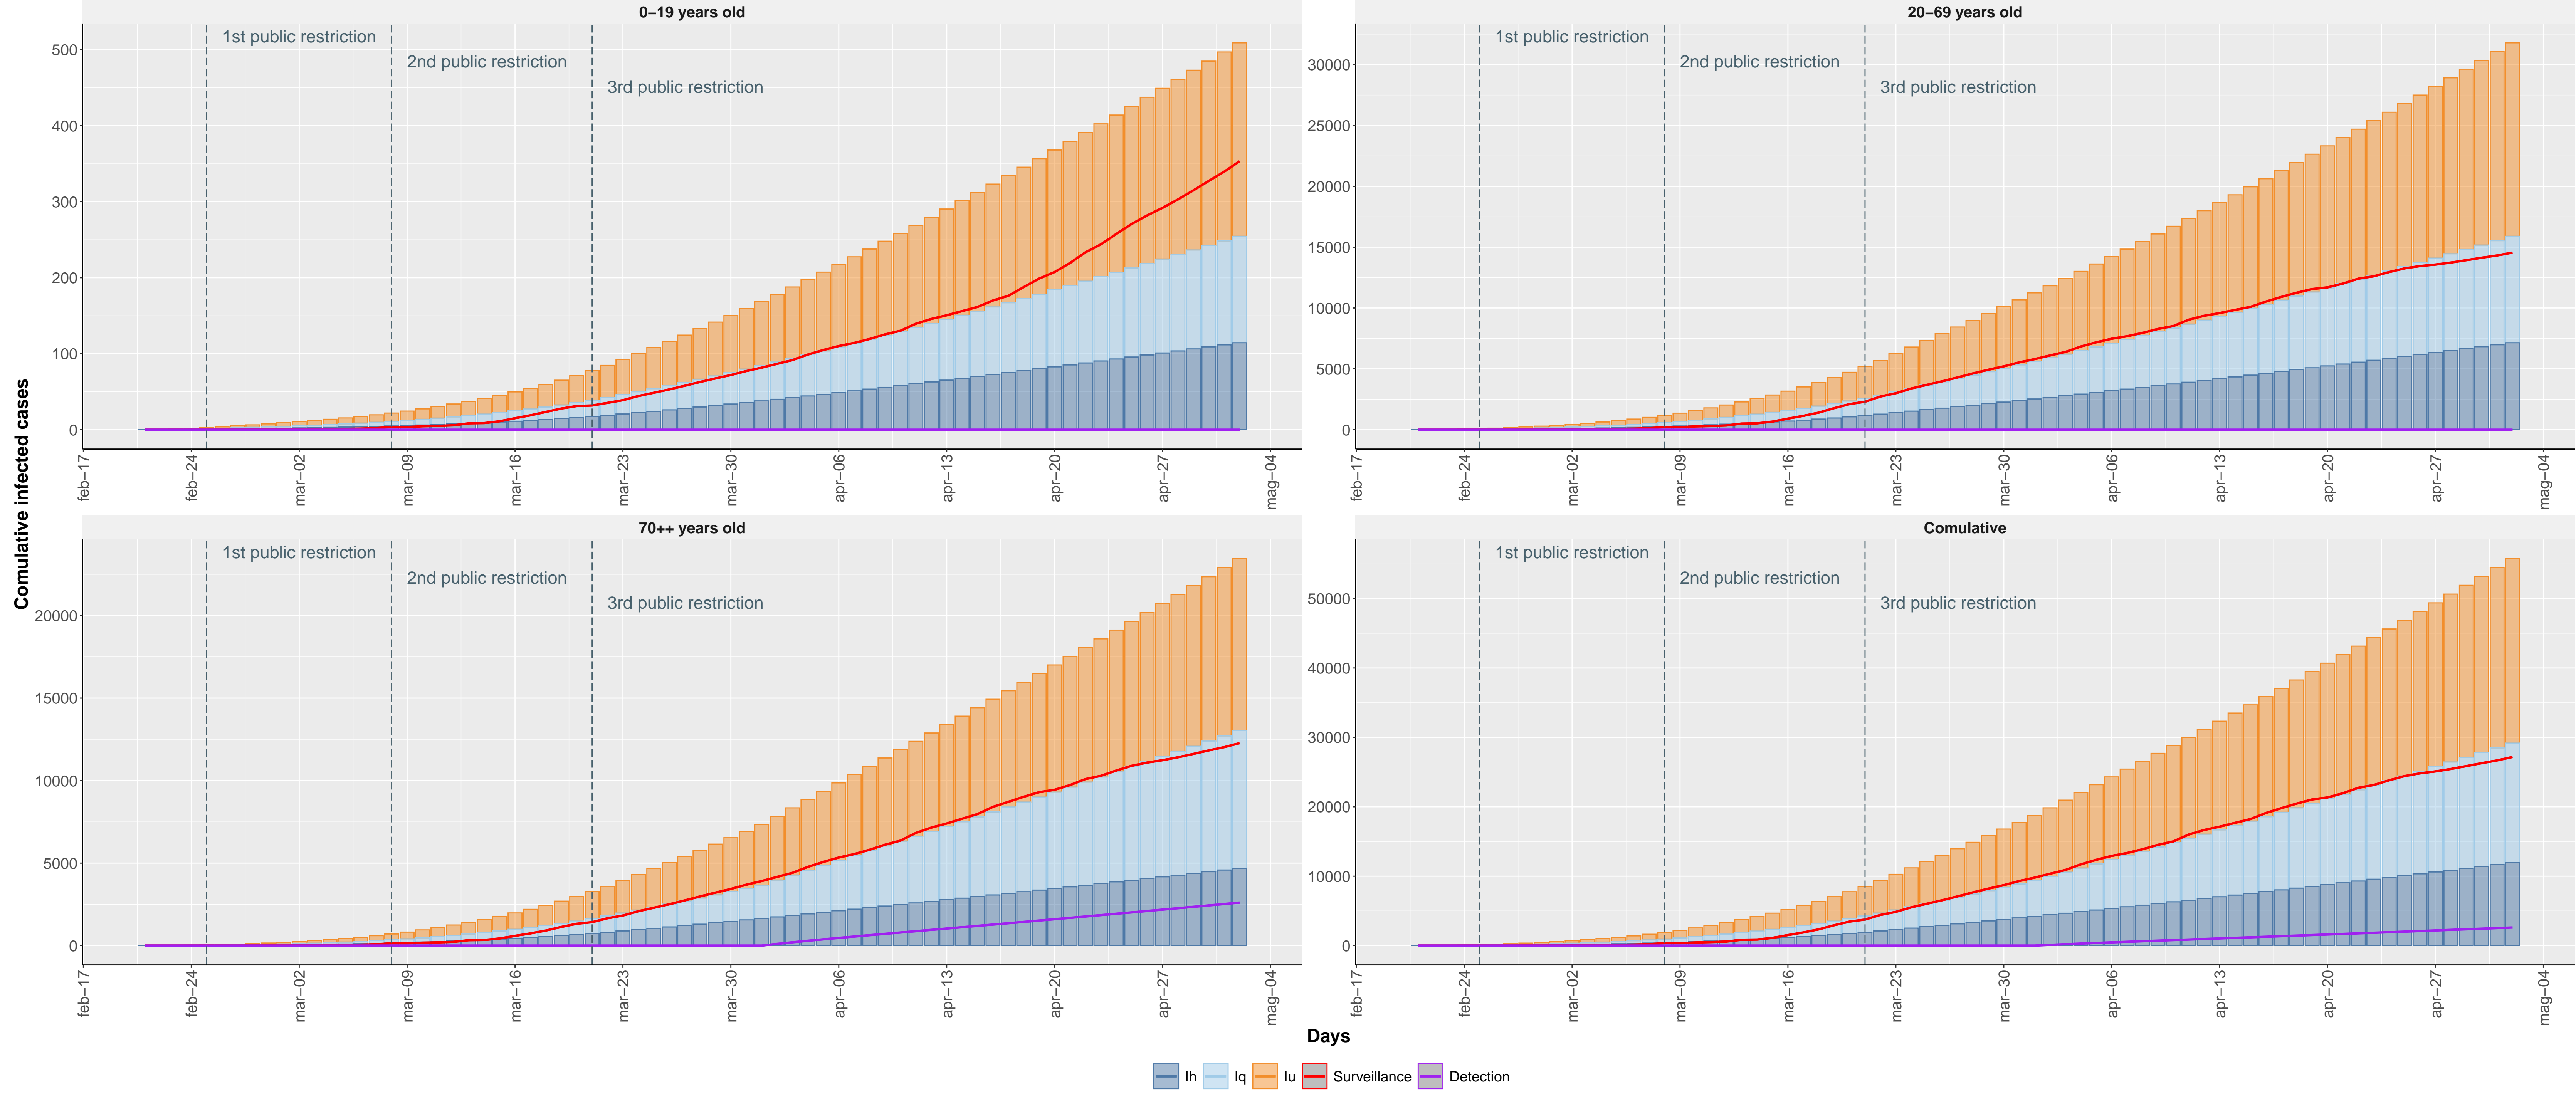 0–19 years old
1st public restriction
2nd public restriction
3rd public restriction
500
400
300
200
100
0
feb–17
feb–24
mar–02
mar–09
mar–16
mar–23
mar–30
apr–06
apr–13
apr–20
apr–27
mag–04
20–69 years old
1st public restriction
2nd public restriction
3rd public restriction
30000
25000
20000
15000
10000
5000
0
feb–17
feb–24
mar–02
mar–09
mar–16
mar–23
mar–30
apr–06
apr–13
apr–20
apr–27
mag–04
Comulative infected cases
70++ years old
1st public restriction
2nd public restriction
3rd public restriction
20000
15000
10000
5000
0
feb–17
feb–24
mar–02
mar–09
mar–16
mar–23
mar–30
apr–06
apr–13
apr–20
apr–27
mag–04
Comulative
1st public restriction
2nd public restriction
3rd public restriction
50000
40000
30000
20000
10000
0
feb–17
feb–24
mar–02
mar–09
mar–16
mar–23
mar–30
apr–06
apr–13
apr–20
apr–27
mag–04
Days
Ih Iq Iu Surveillance Detection